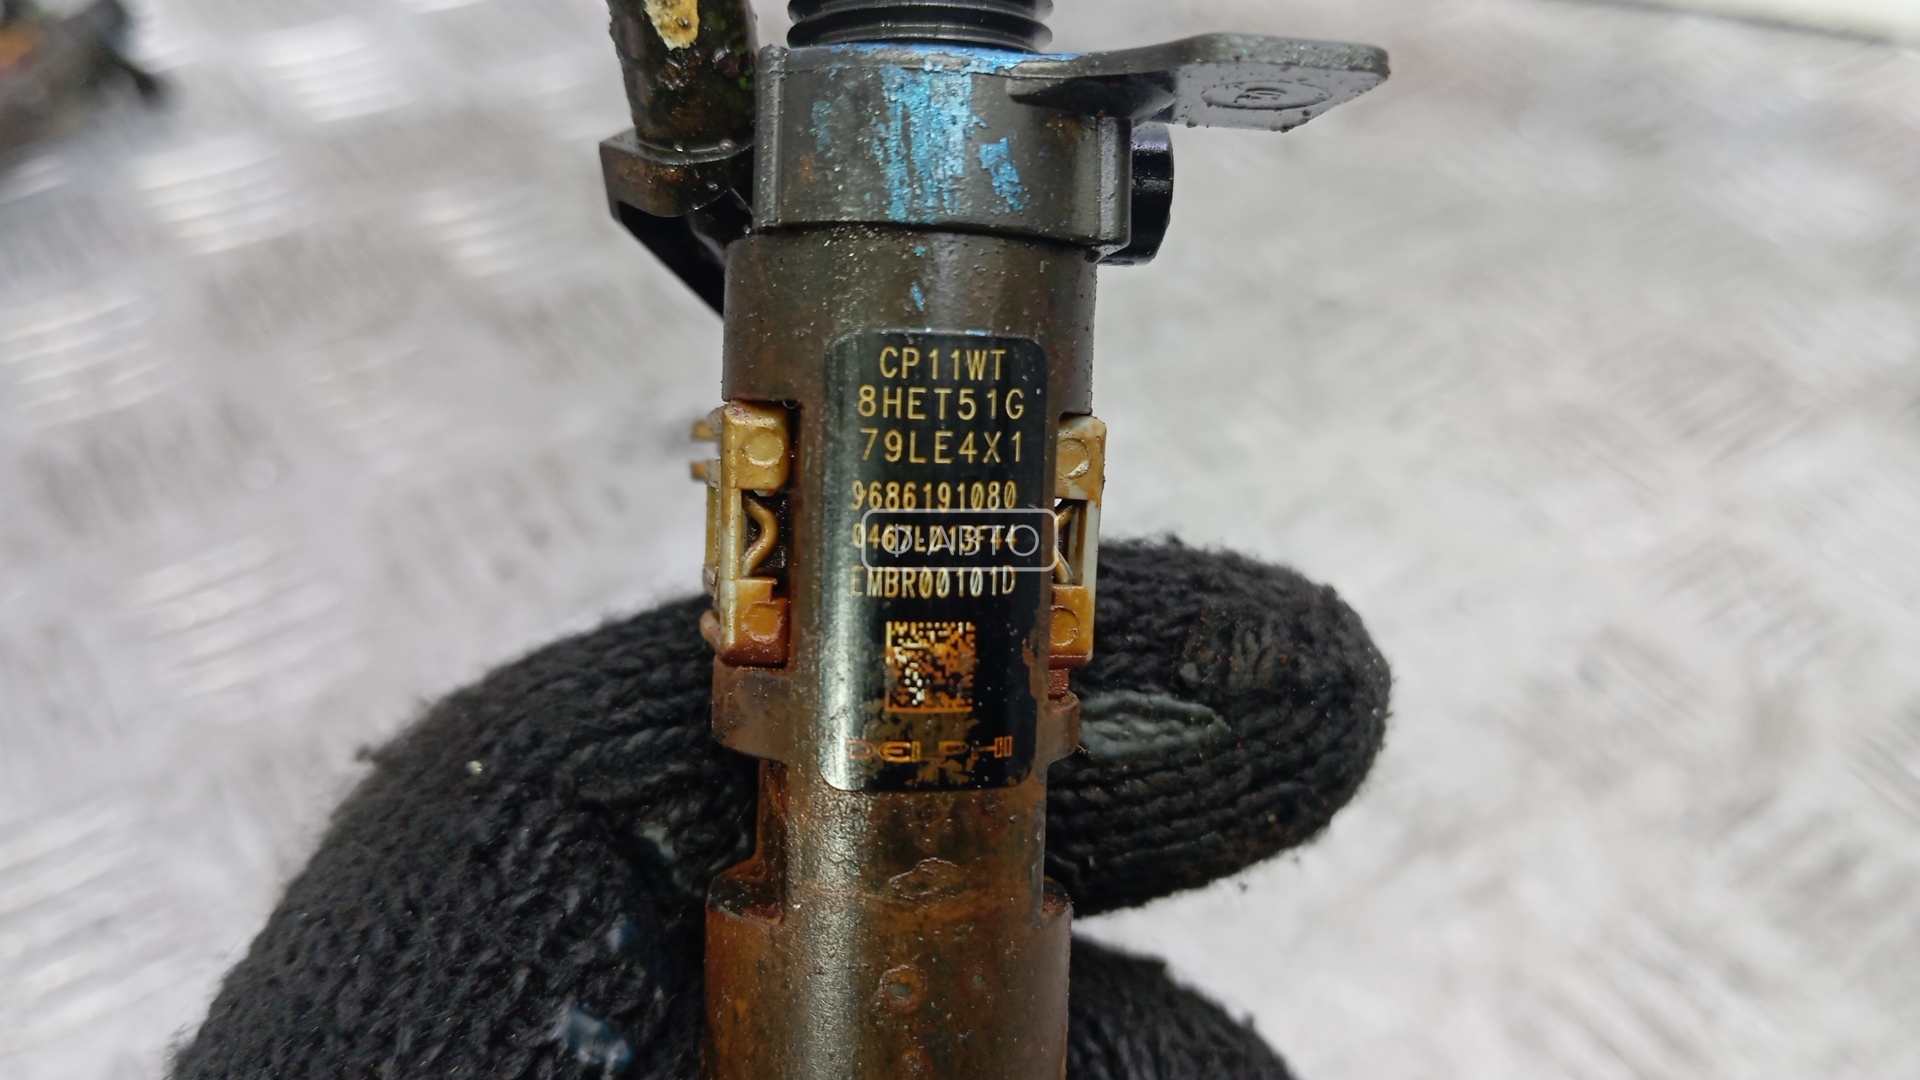 CP11WT
8HET51G
79LE4X1
9686191080
EMBR00101D
DELPHI